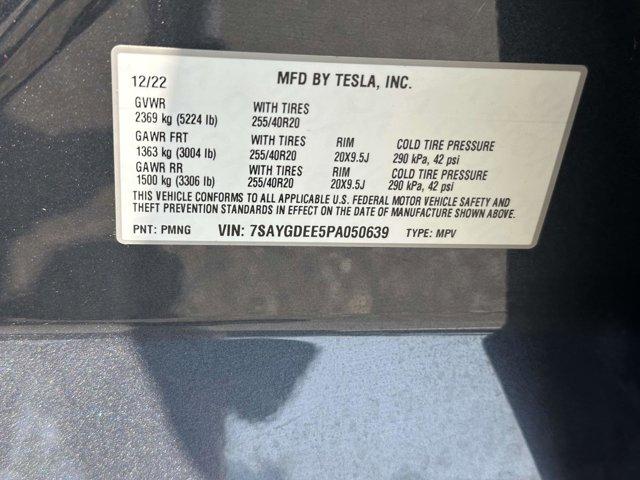 12/22 MFD BY TESLA, INC.
GVWR WITH TIRES
2369 kg (5224 lb) 255/40R20
GAWR FRT WITH TIRES RIM COLD TIRE PRESSURE
1363 kg (3004 lb) 255/40R20 20X9.5J 290 kPa, 42 psi
GAWR RR WITH TIRES RIM COLD TIRE PRESSURE
1500 kg (3306 lb) 255/40R20 20X9.5J 290 kPa, 42 psi
THIS VEHICLE CONFORMS TO ALL APPLICABLE U.S. FEDERAL MOTOR VEHICLE SAFETY AND
THEFT PREVENTION STANDARDS IN EFFECT ON THE DATE OF MANUFACTURE SHOWN ABOVE.
PNT: PMNG VIN: 7SAYGDEE5PA050639 TYPE: MPV